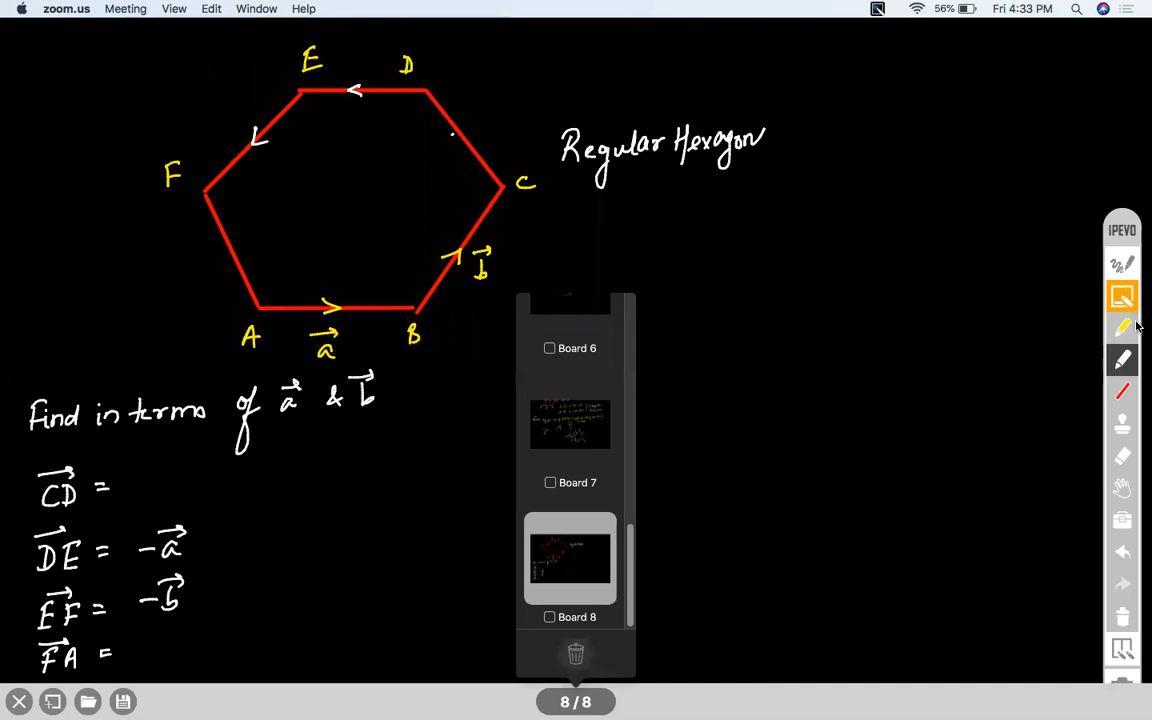 zoom.us Meeting View Edit Window Help 56% Fri 4:33 PM
E D
Regular Hexagon
F C
b⃗
IPEVO
A B
a⃗
Board 6
Find in terms of a⃗ & b⃗
CD⃗ =
Board 7
DE⃗ = -a⃗
EF⃗ = -b⃗
Board 8
FA⃗ =
8/8